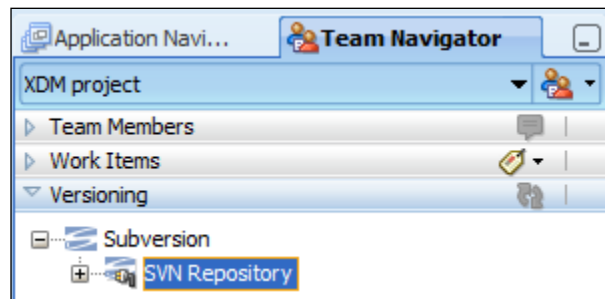 Application Navi... Team Navigator
XDM project
Team Members
Work Items
Versioning
Subversion
SVN Repository